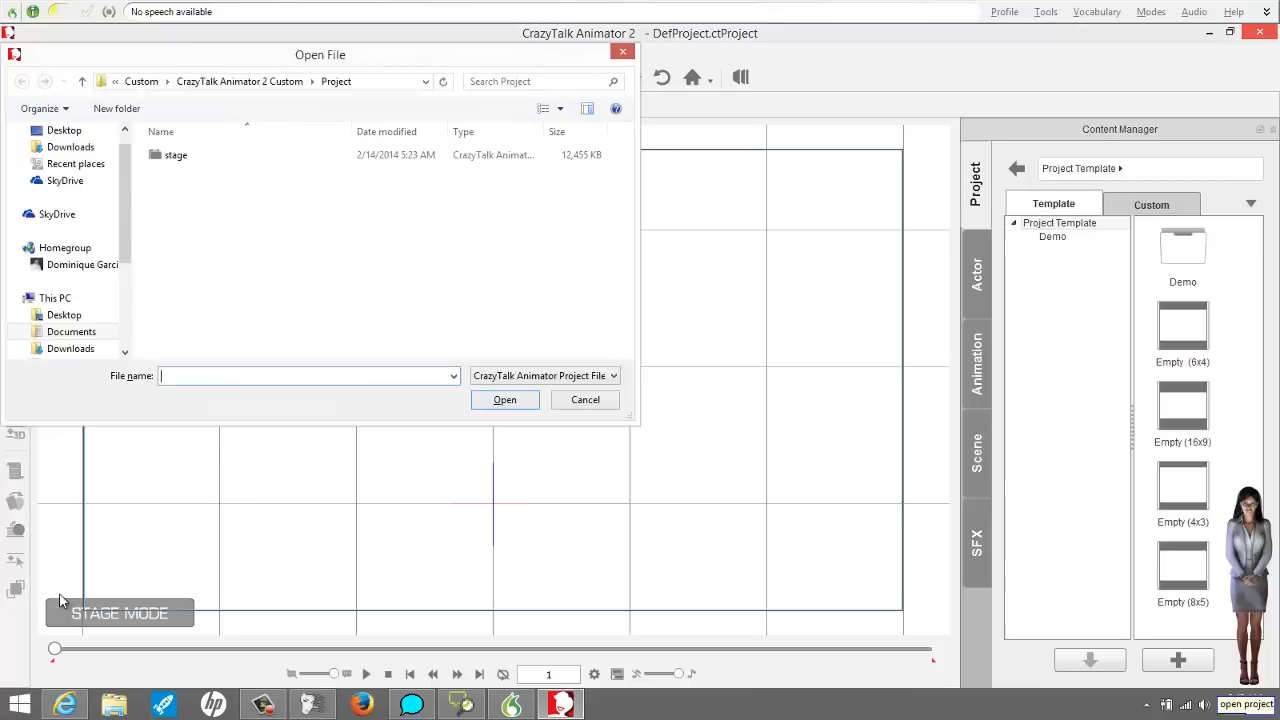 No speech available
Profile Tools Vocabulary Modes Audio Help
CrazyTalk Animator 2 - DefProject.ctProject
Open File
Custom CrazyTalk Animator 2 Custom Project
Search Project
Organize New folder
Desktop
Downloads
Recent places
SkyDrive
SkyDrive
Homegroup
Dominique Garci
This PC
Desktop
Documents
Downloads
Name Date modified Type Size
stage 2/14/2014 5:23 AM CrazyTalk Animat... 12,455 KB
File name: CrazyTalk Animator Project File
Open Cancel
Content Manager
Project Template
Template Custom
Project Template
Demo
Demo
Empty (6x4)
Empty (16x9)
Empty (4x3)
Empty (8x5)
Project
Actor
Animation
Scene
SFX
3D
STAGE MODE
1
hp
open project